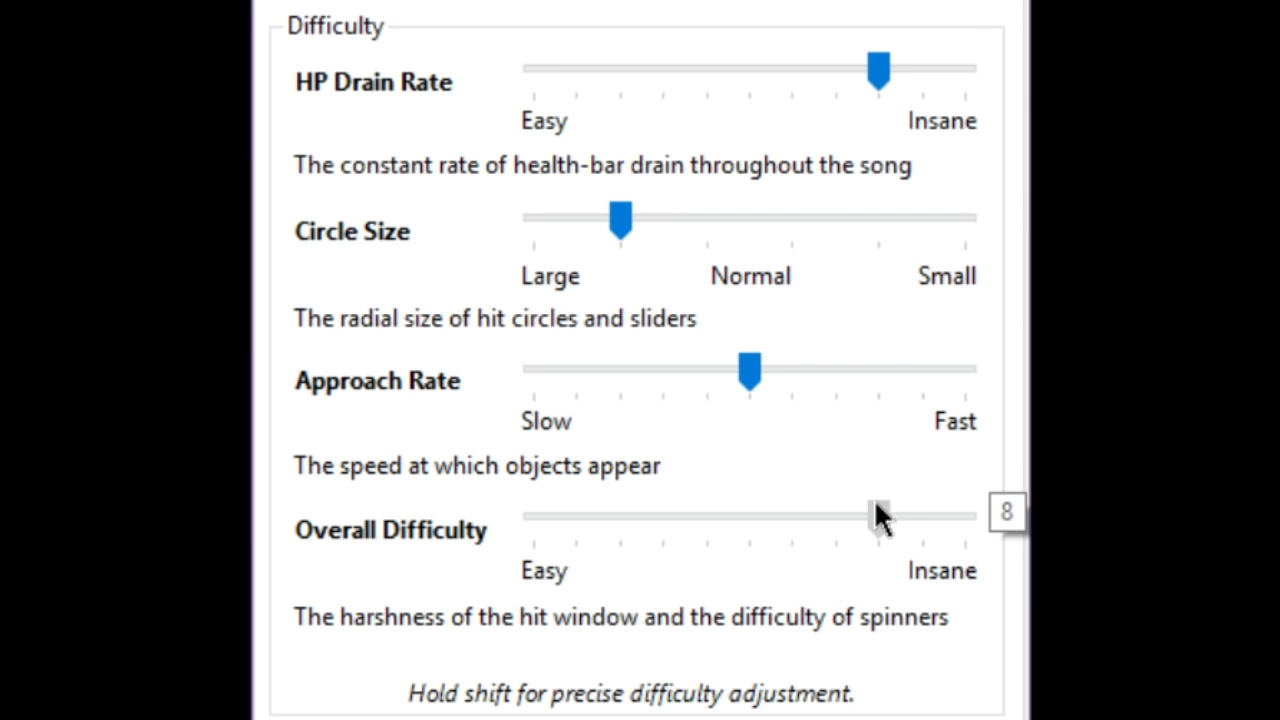 Difficulty
HP Drain Rate
Easy Insane
The constant rate of health-bar drain throughout the song
Circle Size
Large Normal Small
The radial size of hit circles and sliders
Approach Rate
Slow Fast
The speed at which objects appear
8
Overall Difficulty
Easy Insane
The harshness of the hit window and the difficulty of spinners
Hold shift for precise difficulty adjustment.